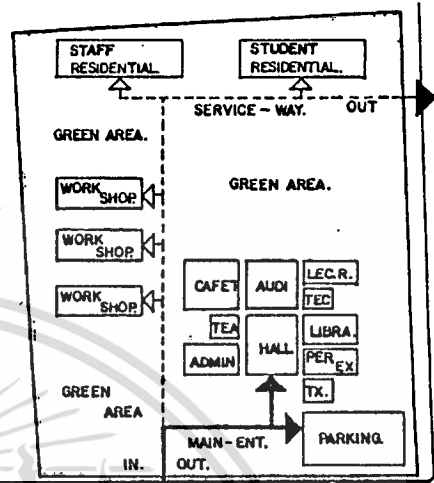 STAFF
RESIDENTIAL.
STUDENT
RESIDENTIAL.
SERVICE - WAY.
OUT
GREEN AREA.
GREEN AREA.
WORK
SHOP.
WORK
SHOP.
WORK
SHOP.
CAFET
AUDI
LEC.R.
TEC
TEA
HALL
LIBRA.
ADMIN
PER
EX
TX.
GREEN
AREA
MAIN-ENT.
PARKING.
IN.
OUT.